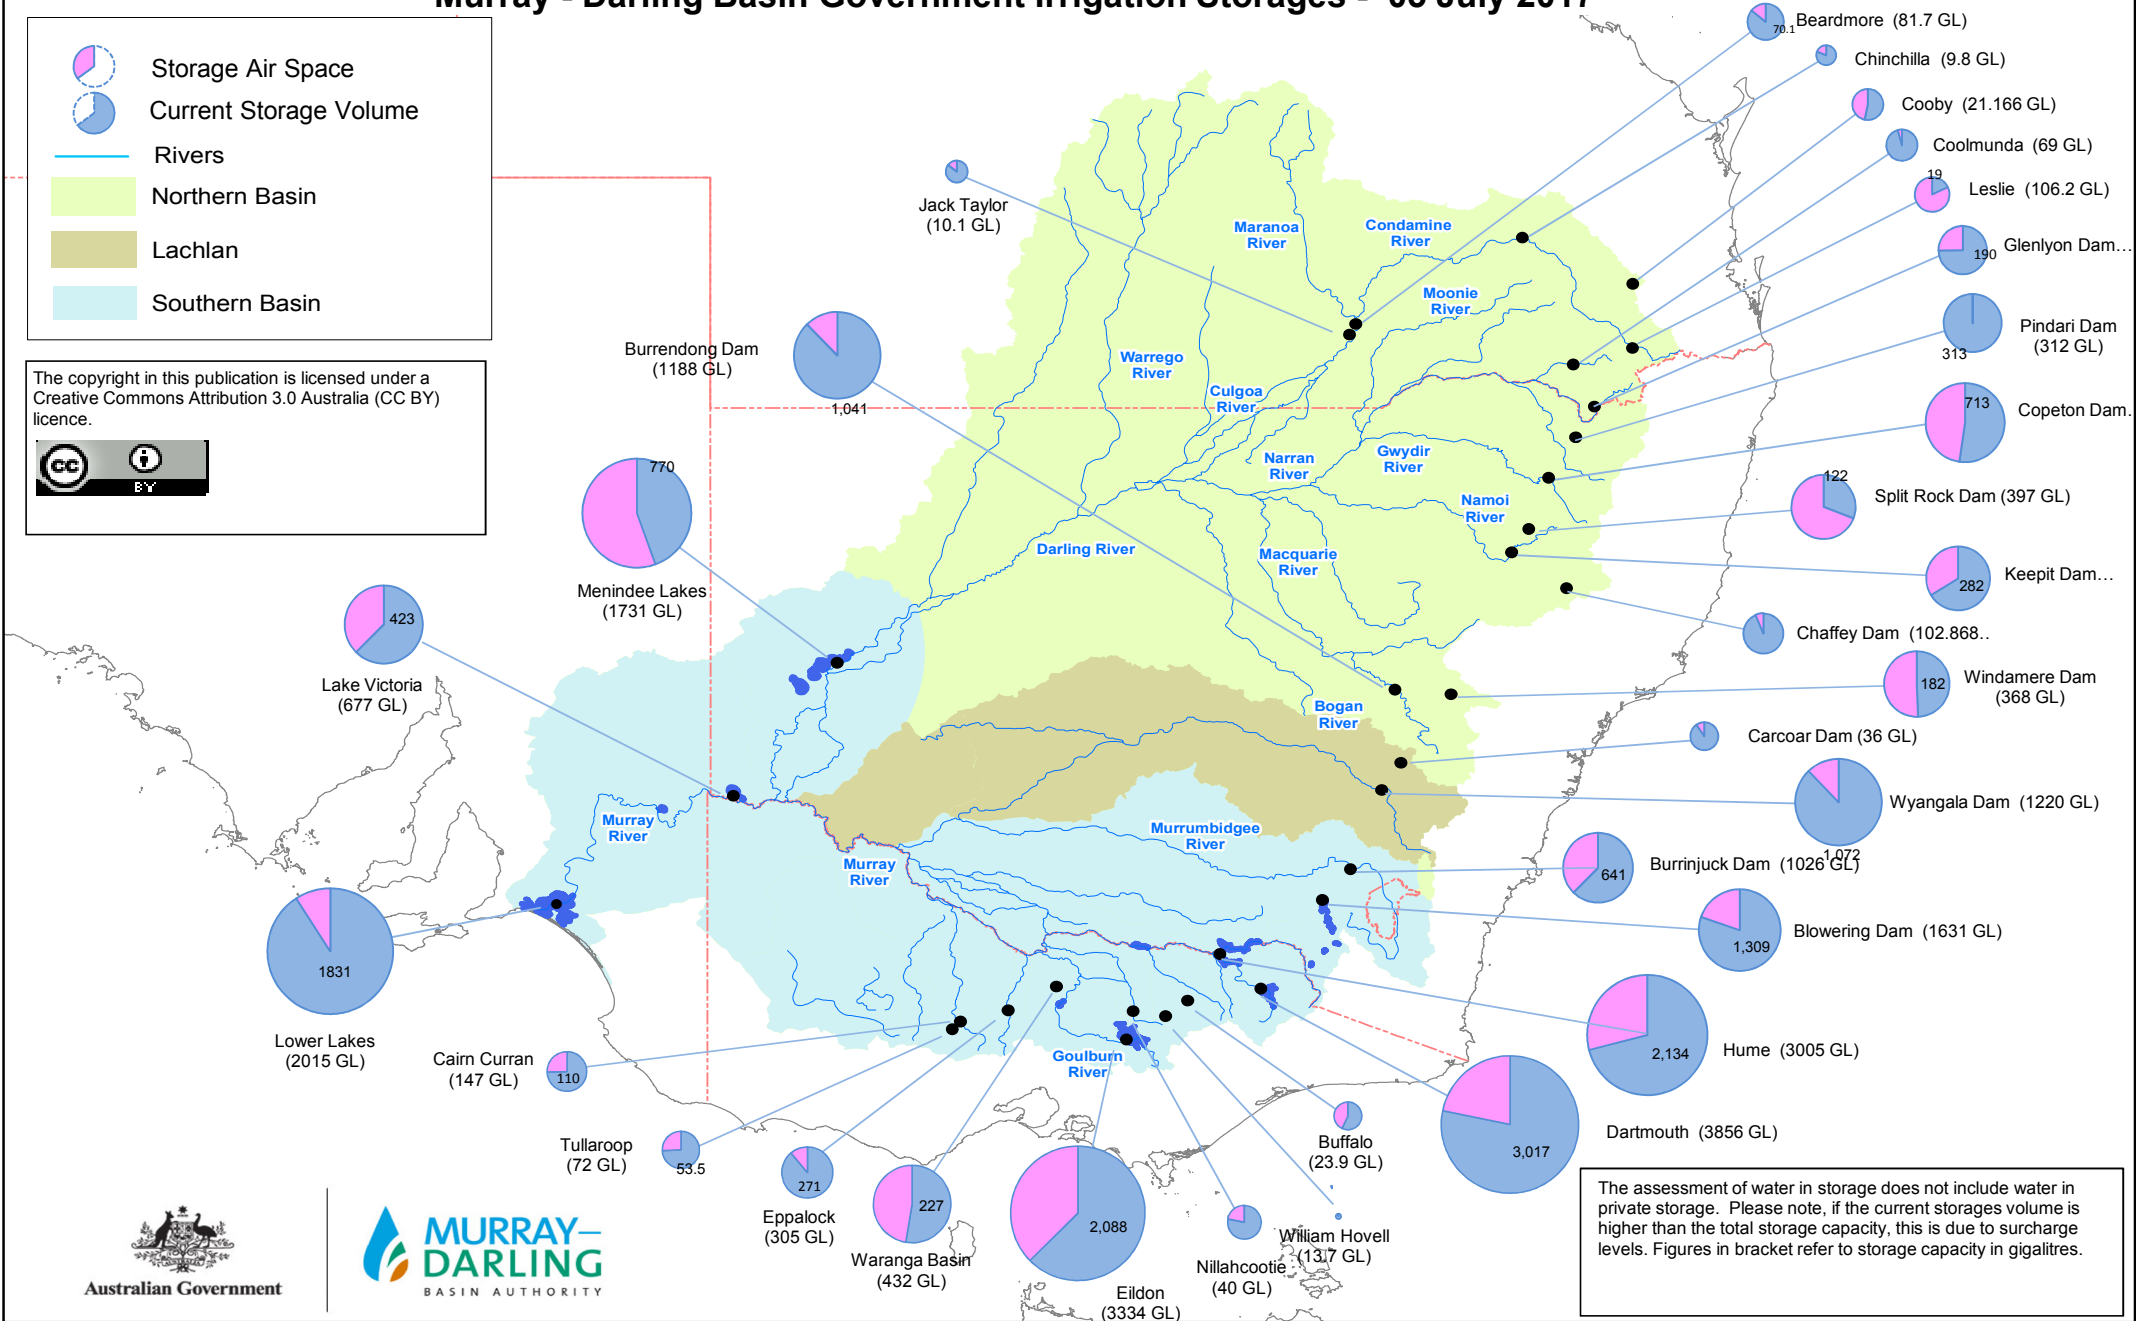 Murray - Darling Basin Government Irrigation Storages - 06 July 2017
Storage Air Space
Current Storage Volume
Rivers
Northern Basin
Lachlan
Southern Basin
The copyright in this publication is licensed under a
Creative Commons Attribution 3.0 Australia (CC BY)
licence.
cc
BY
Beardmore (81.7 GL)
70.1
Chinchilla (9.8 GL)
Cooby (21.166 GL)
Coolmunda (69 GL)
19
Leslie (106.2 GL)
Glenlyon Dam...
190
Pindari Dam
(312 GL)
313
Copeton Dam.
713
122
Split Rock Dam (397 GL)
Keepit Dam...
282
Chaffey Dam (102.868..
Windamere Dam
(368 GL)
182
Carcoar Dam (36 GL)
Wyangala Dam (1220 GL)
1,072
Burrinjuck Dam (1026 GL)
641
Blowering Dam (1631 GL)
1,309
Hume (3005 GL)
2,134
Dartmouth (3856 GL)
3,017
Jack Taylor
(10.1 GL)
Burrendong Dam
(1188 GL)
1,041
770
Menindee Lakes
(1731 GL)
423
Lake Victoria
(677 GL)
1831
Lower Lakes
(2015 GL)
Cairn Curran
(147 GL)
110
Tullaroop
(72 GL)
53.5
271
Eppalock
(305 GL)
227
Waranga Basin
(432 GL)
2,088
Eildon
(3334 GL)
Nillahcootie
(40 GL)
William Hovell
(13.7 GL)
Buffalo
(23.9 GL)
Maranoa
River
Condamine
River
Moonie
River
Warrego
River
Culgoa
River
Narran
River
Gwydir
River
Namoi
River
Darling River
Macquarie
River
Bogan
River
Murray
River
Murray
River
Murrumbidgee
River
Goulburn
River
Australian Government
MURRAY–
DARLING
BASIN AUTHORITY
The assessment of water in storage does not include water in
private storage. Please note, if the current storages volume is
higher than the total storage capacity, this is due to surcharge
levels. Figures in bracket refer to storage capacity in gigalitres.